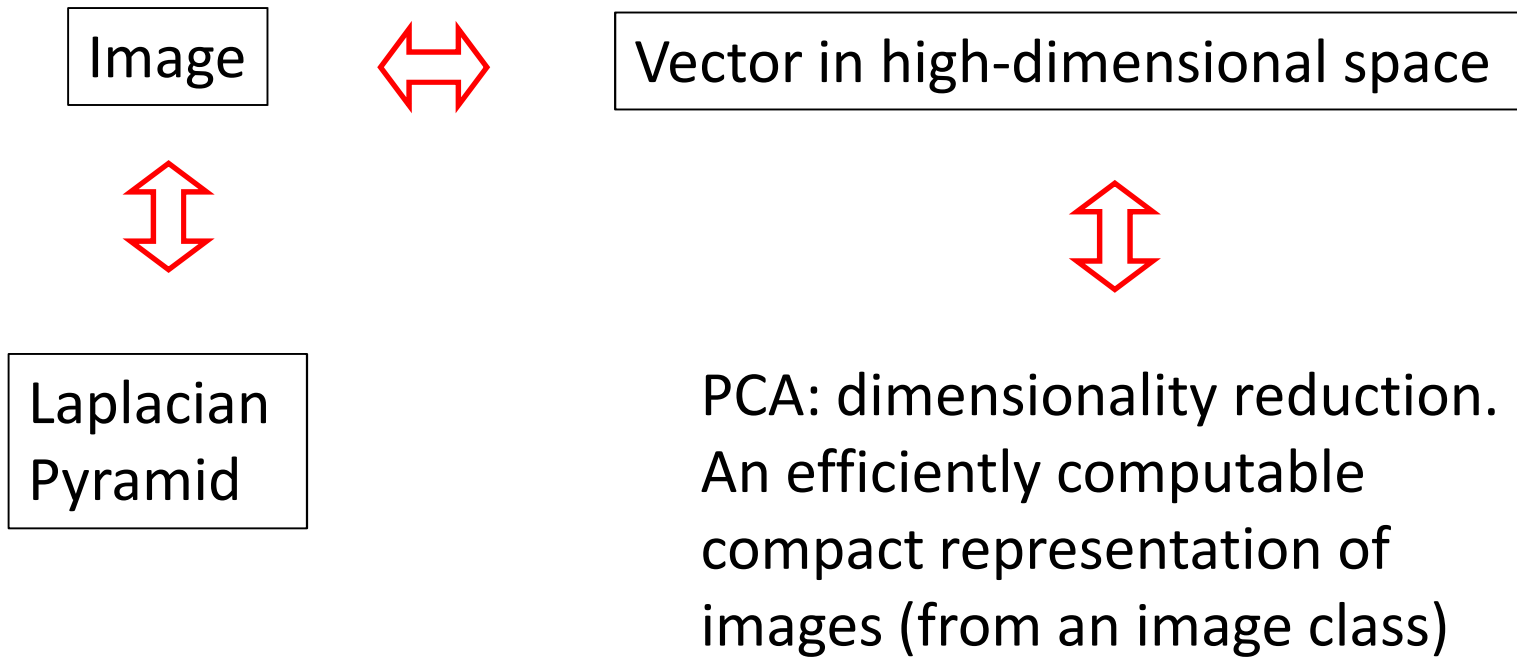 Image
Vector in high-dimensional space
Laplacian
Pyramid
PCA: dimensionality reduction.
An efficiently computable
compact representation of
images (from an image class)